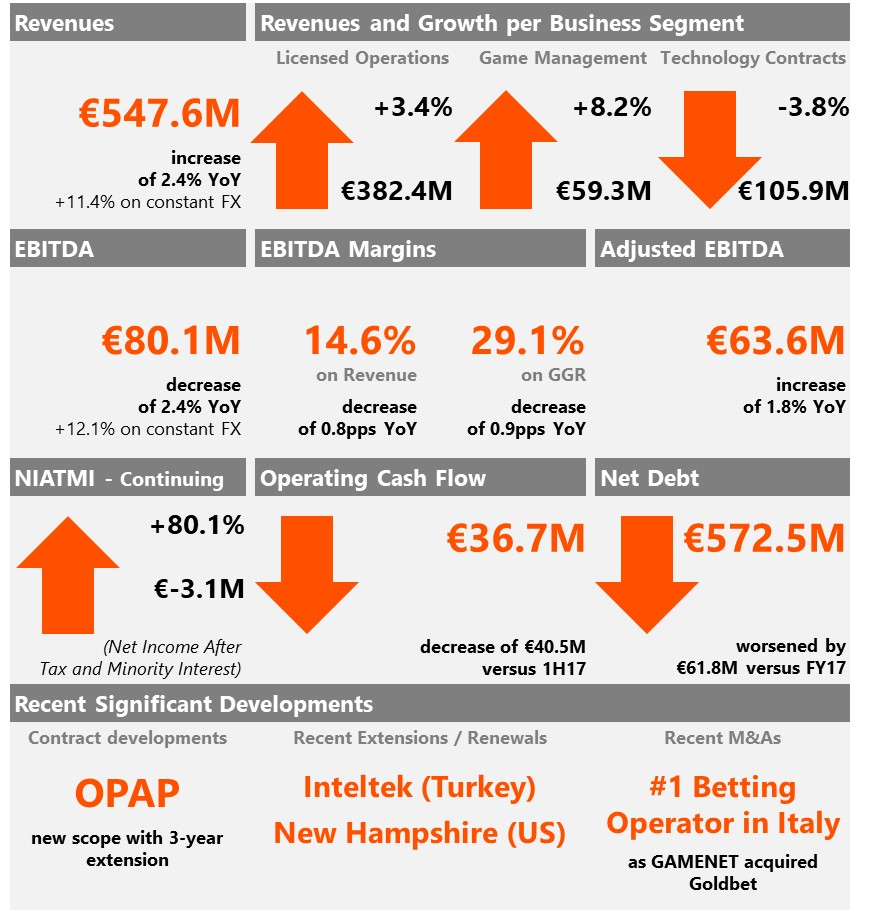 Revenues
€547.6M
increase
of 2.4% YoY
+11.4% on constant FX
Revenues and Growth per Business Segment
Licensed Operations
+3.4%
€382.4M
Game Management
+8.2%
€59.3M
Technology Contracts
-3.8%
€105.9M
EBITDA
€80.1M
decrease
of 2.4% YoY
+12.1% on constant FX
EBITDA Margins
14.6%
on Revenue
decrease
of 0.8pps YoY
29.1%
on GGR
decrease
of 0.9pps YoY
Adjusted EBITDA
€63.6M
increase
of 1.8% YoY
NIATMI - Continuing
+80.1%
€-3.1M
(Net Income After
Tax and Minority Interest)
Operating Cash Flow
€36.7M
decrease of €40.5M
versus 1H17
Net Debt
€572.5M
worsened by
€61.8M versus FY17
Recent Significant Developments
Contract developments
OPAP
new scope with 3-year
extension
Recent Extensions / Renewals
Inteltek (Turkey)
New Hampshire (US)
Recent M&As
#1 Betting
Operator in Italy
as GAMENET acquired
Goldbet